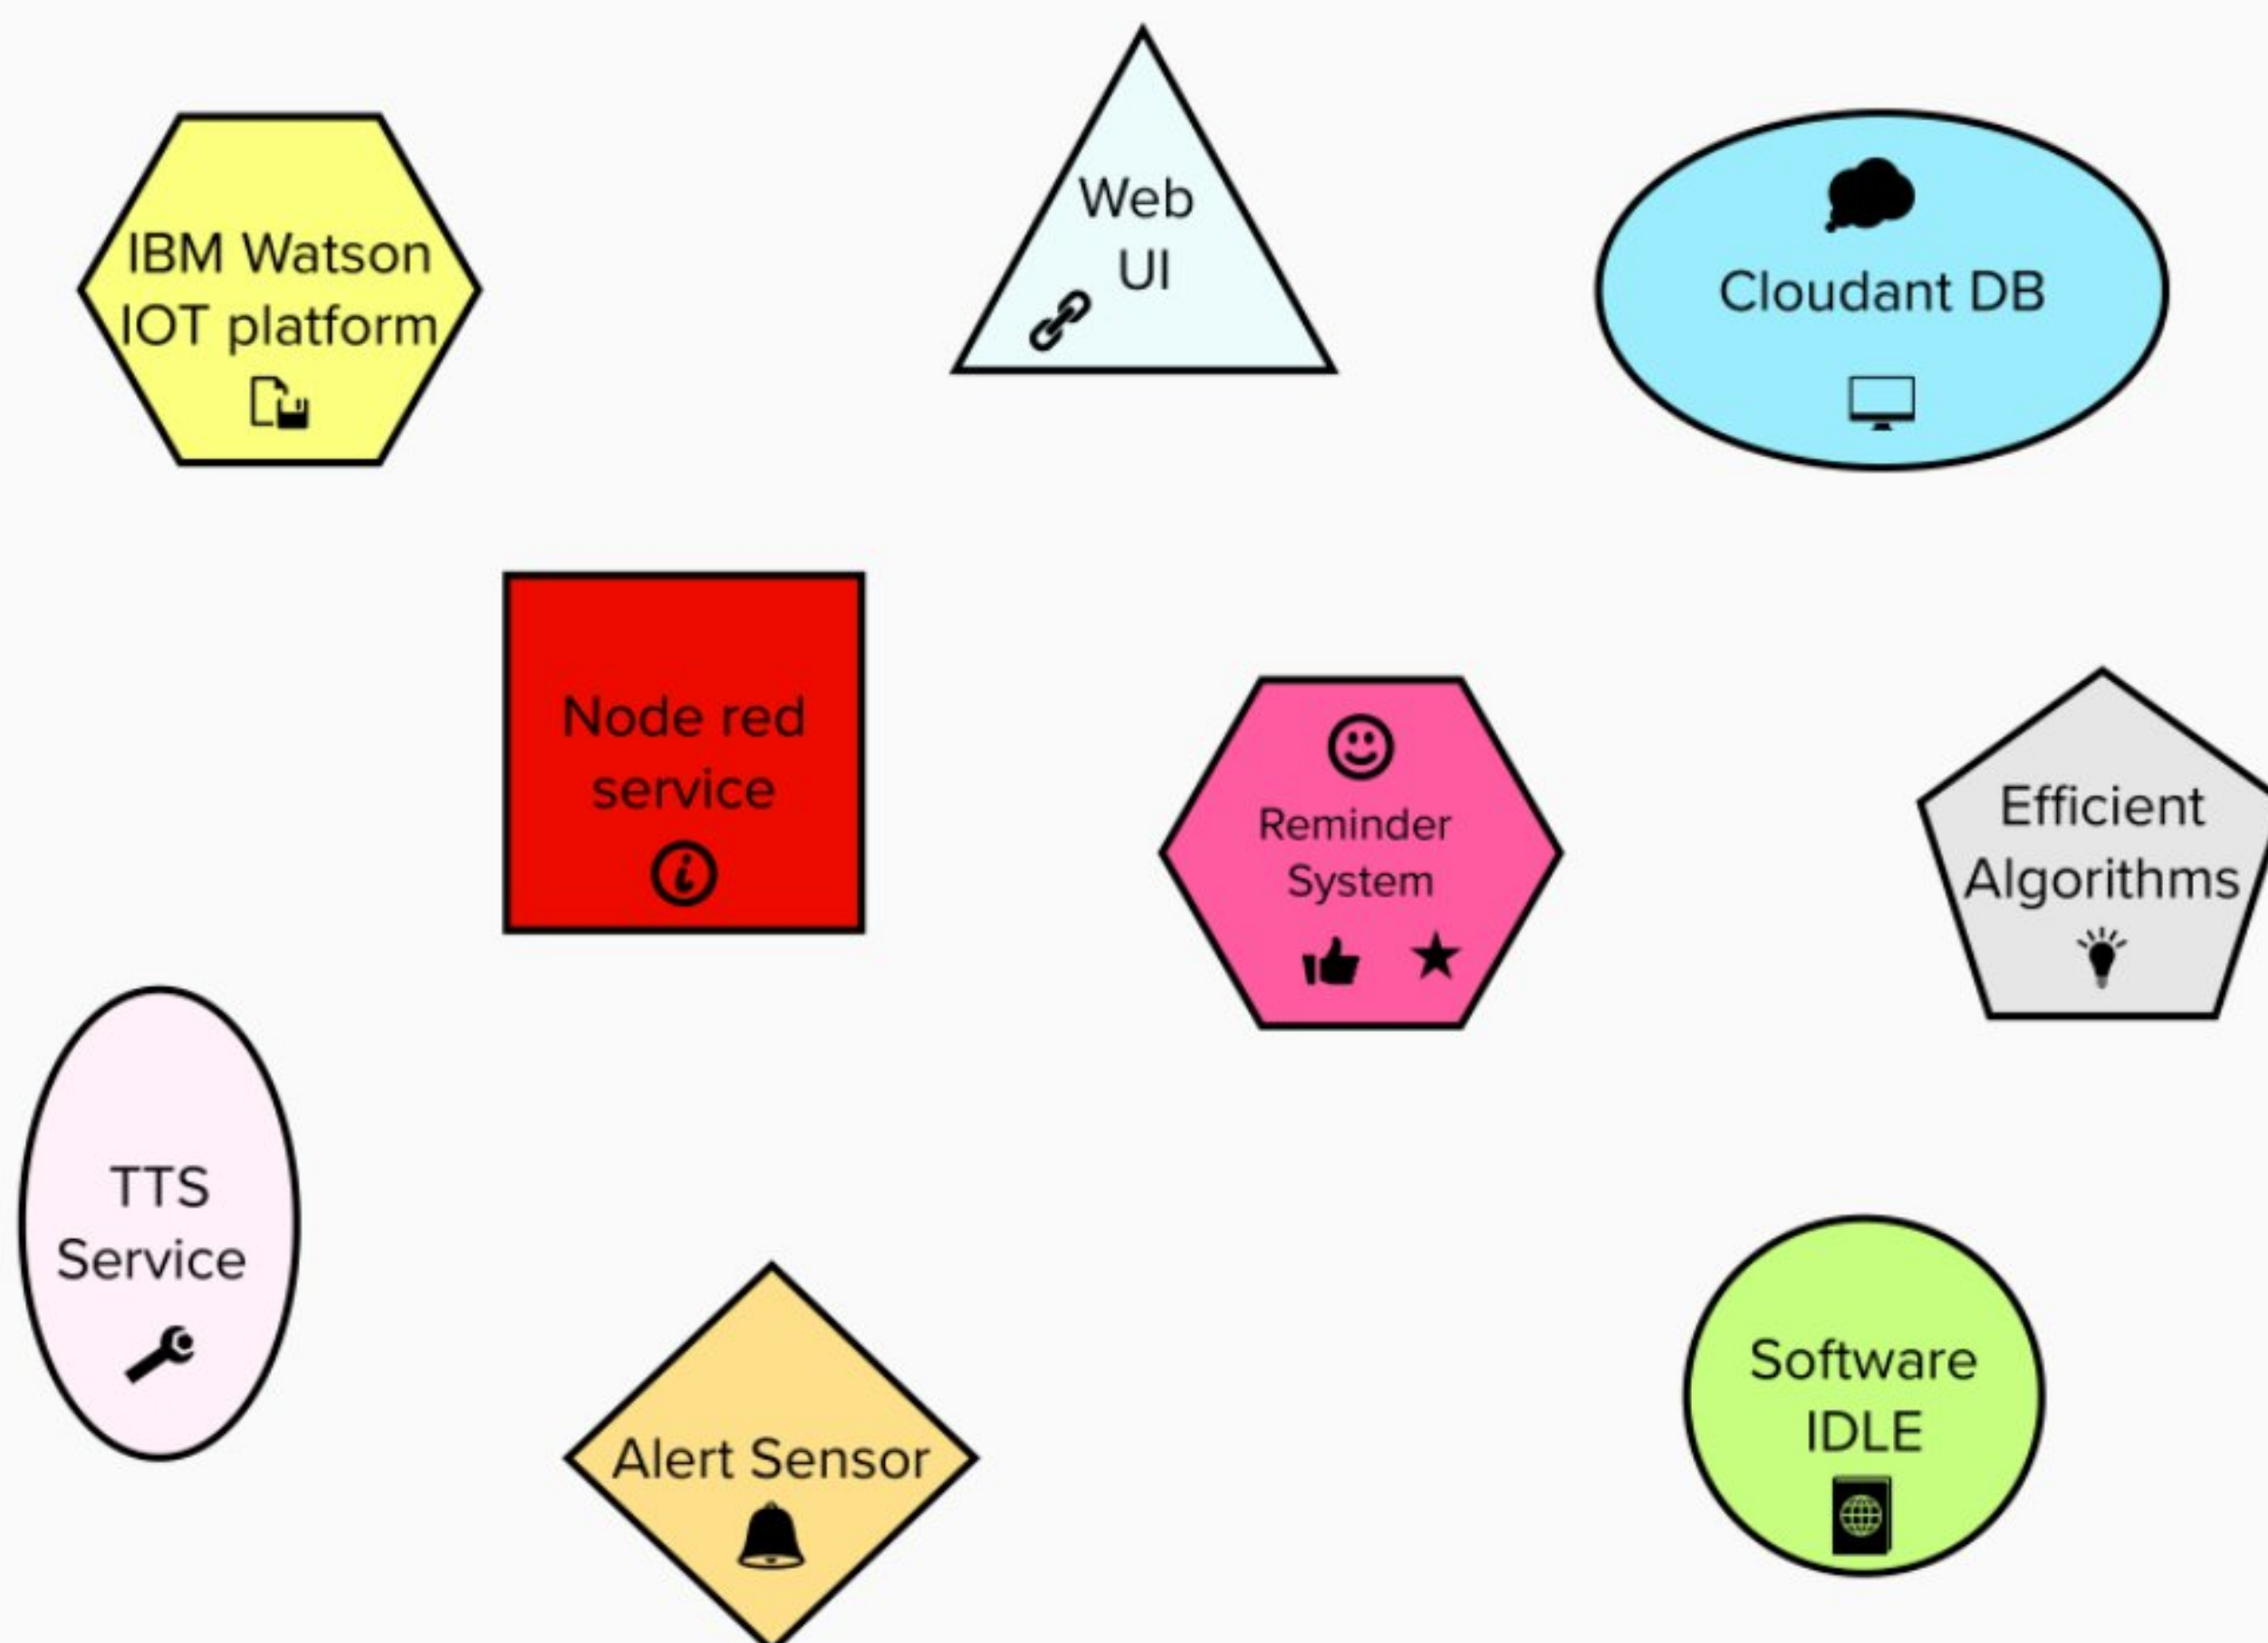 IBM Watson
IOT platform
Web
UI
Cloudant DB
Node red
service
Reminder
System
Efficient
Algorithms
TTS
Service
Alert Sensor
Software
IDLE